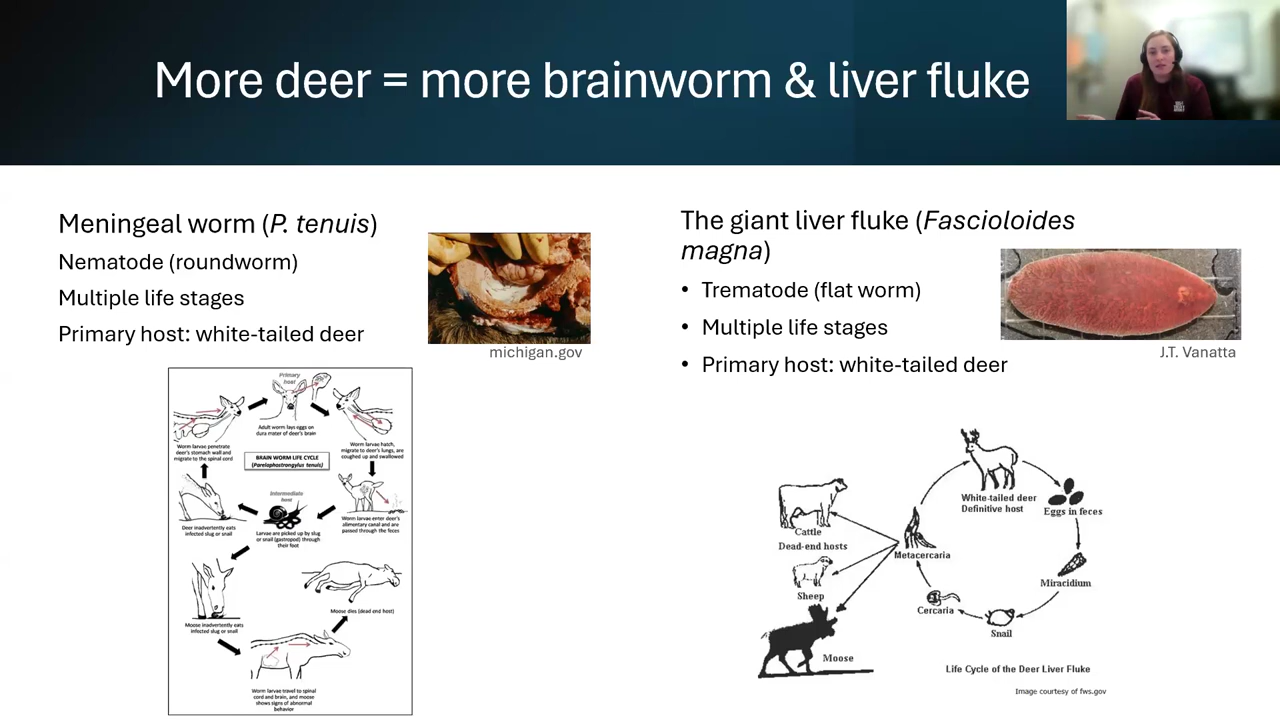 More deer = more brainworm & liver fluke
Meningeal worm (P. tenuis)
Nematode (roundworm)
Multiple life stages
Primary host: white-tailed deer
michigan.gov
Primary
host
Adult worm lays eggs on
dura mater of deer's brain
Worm larvae penetrate
deer's stomach wall and
migrate to the spinal cord
Worm larvae hatch,
migrate to deer's lungs, are
coughed up and swallowed
BRAIN WORM LIFE CYCLE
(Parelaphostrongylus tenuis)
Intermediate
host
Deer inadvertently eats
infected slug or snail
Larvae are picked up by slug
or snail (gastropod) through
their foot
Worm larvae enter deer's
alimentary canal and are
passed through the feces
Moose inadvertently eats
infected slug or snail
Moose dies (dead end host)
Worm larvae travel to spinal
cord and brain, and moose
shows signs of abnormal
behavior
The giant liver fluke (Fascioloides
magna)
• Trematode (flat worm)
• Multiple life stages
• Primary host: white-tailed deer
J.T. Vanatta
White-tailed deer
Definitive host
Eggs in feces
Miracidium
Snail
Cercaria
Metacercaria
Cattle
Dead-end hosts
Sheep
Moose
Life Cycle of the Deer Liver Fluke
Image courtesy of fws.gov